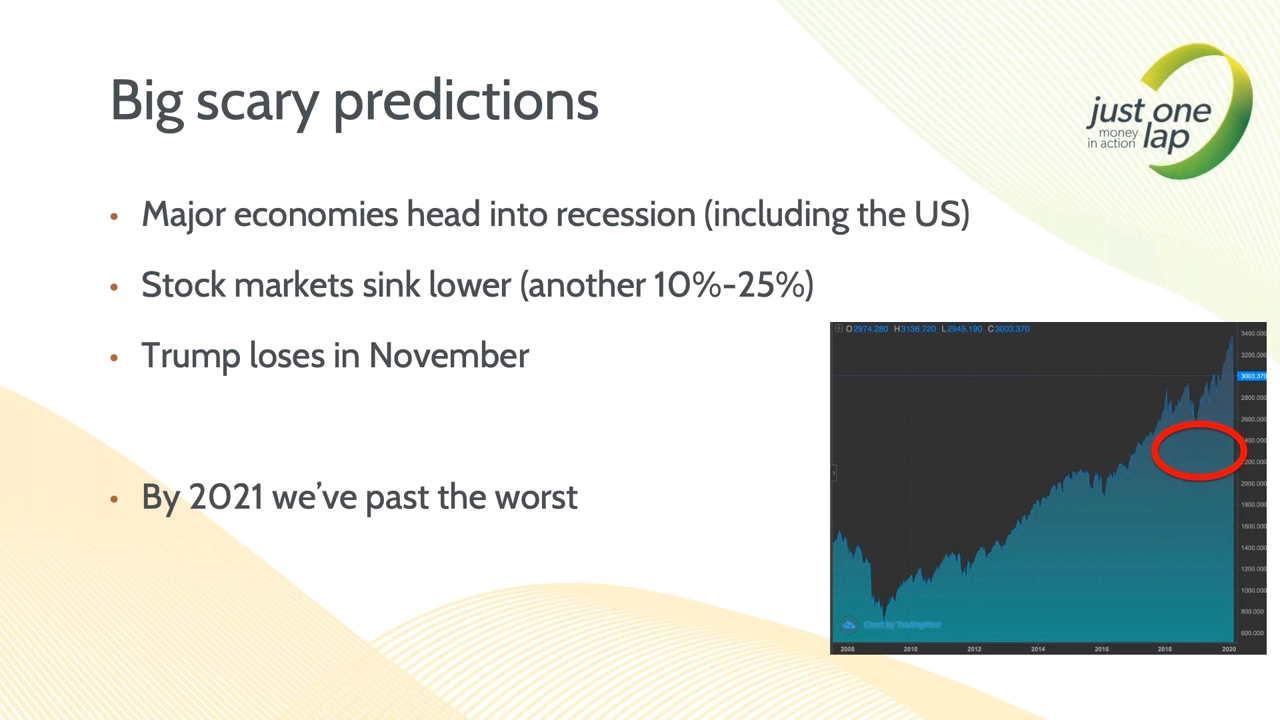 Big scary predictions
just one
money
in action lap
• Major economies head into recession (including the US)
• Stock markets sink lower (another 10%-25%)
• Trump loses in November
• By 2021 we’ve past the worst
O2974.280 H3136.720 L2945.190 C3003.370
3400.000
3200.000
3003.370
2800.000
2600.000
2000.000
1800.000
1600.000
1400.000
1200.000
1000.000
800.000
600.000
Chart by TradingView
2008 2010 2012 2014 2016 2018 2020